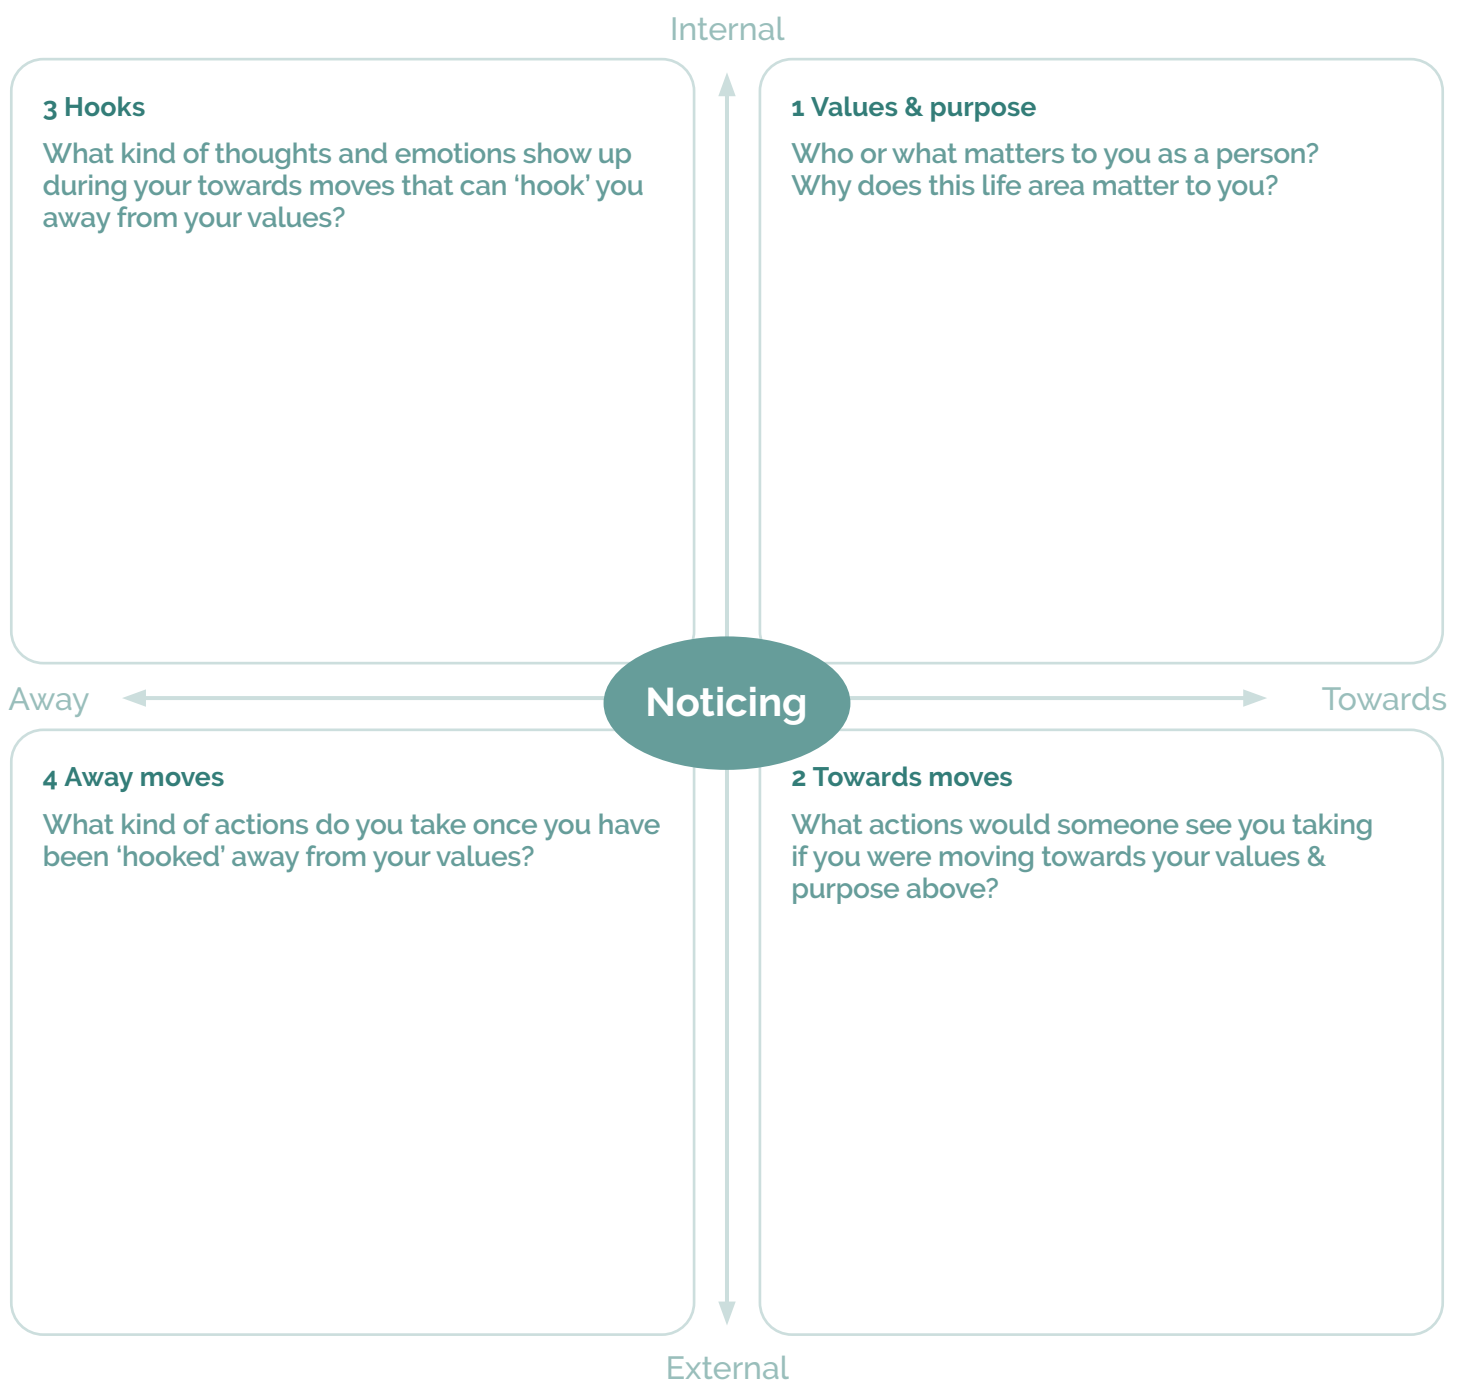 Internal
3 Hooks
What kind of thoughts and emotions show up
during your towards moves that can ‘hook’ you
away from your values?
1 Values & purpose
Who or what matters to you as a person?
Why does this life area matter to you?
Away
Noticing
Towards
4 Away moves
What kind of actions do you take once you have
been ‘hooked’ away from your values?
2 Towards moves
What actions would someone see you taking
if you were moving towards your values &
purpose above?
External